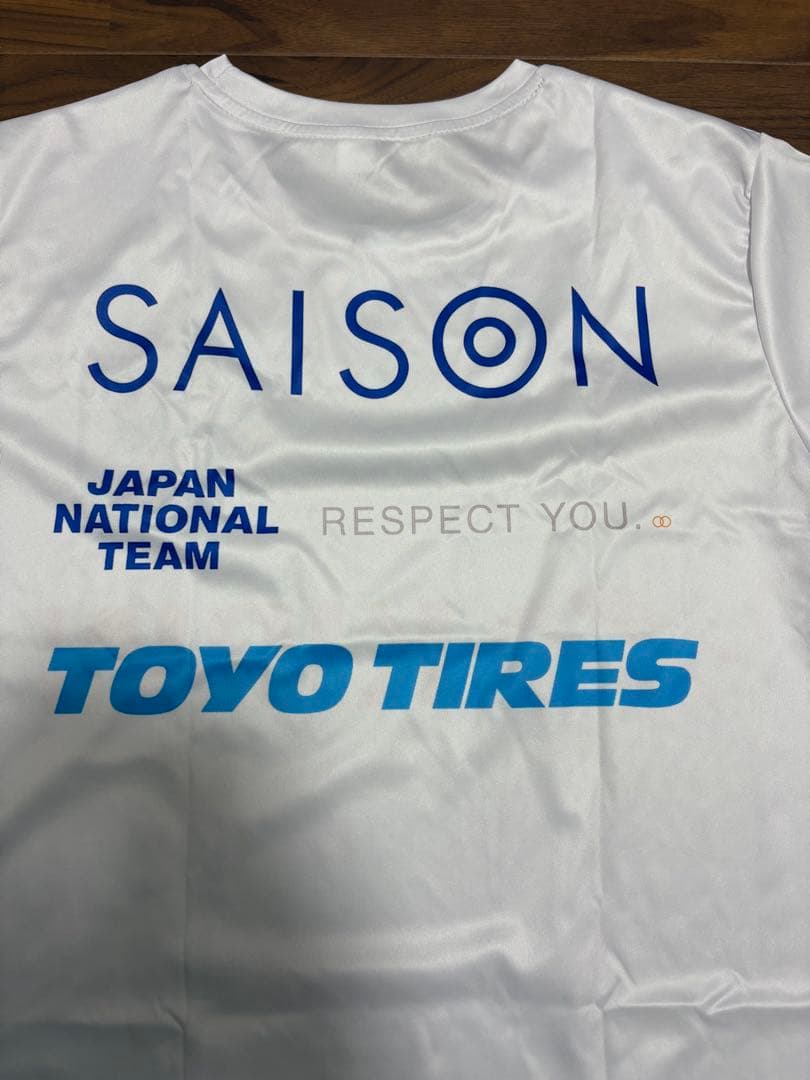 SAISON
JAPAN
NATIONAL
TEAM
RESPECT YOU.
TOYO TIRES